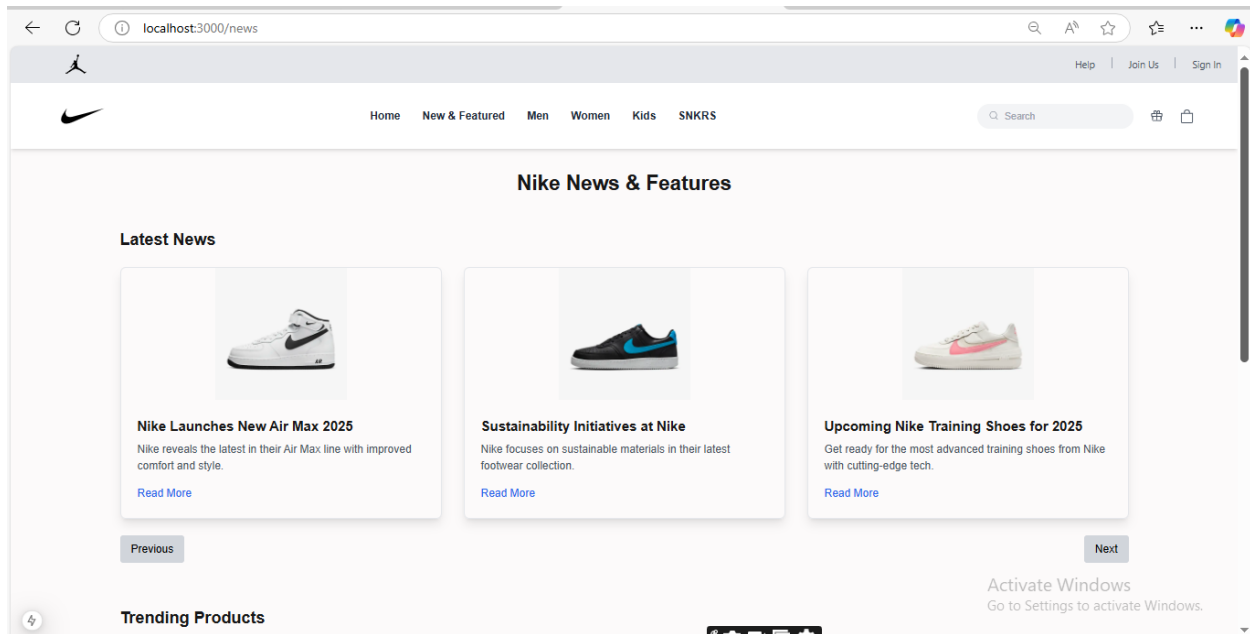 localhost:3000/news
Help | Join Us | Sign In
Home New & Featured Men Women Kids SNKRS
Search
Nike News & Features
Latest News
Nike Launches New Air Max 2025
Nike reveals the latest in their Air Max line with improved
comfort and style.
Read More
Sustainability Initiatives at Nike
Nike focuses on sustainable materials in their latest
footwear collection.
Read More
Upcoming Nike Training Shoes for 2025
Get ready for the most advanced training shoes from Nike
with cutting-edge tech.
Read More
Previous
Next
Activate Windows
Go to Settings to activate Windows.
Trending Products